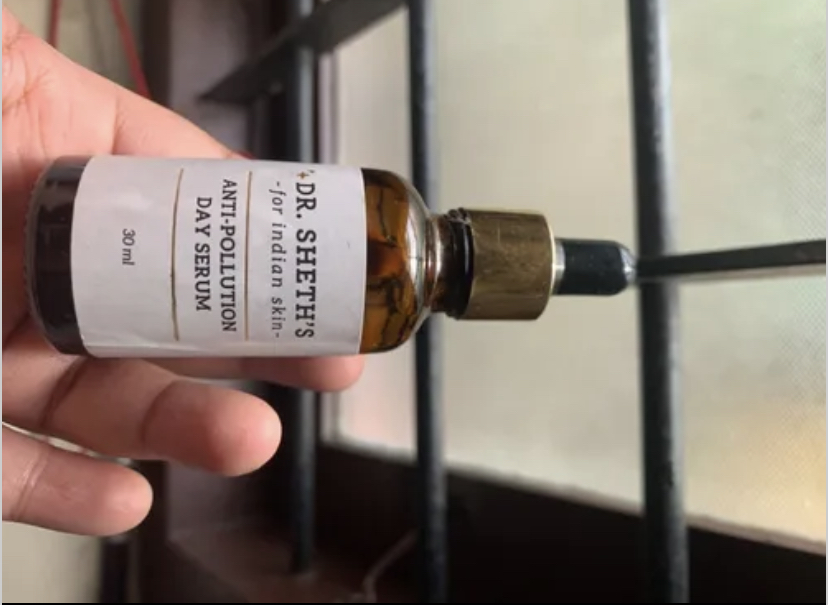 DR. SHETH'S
-for indian skin-
ANTI-POLLUTION
DAY SERUM
30 ml